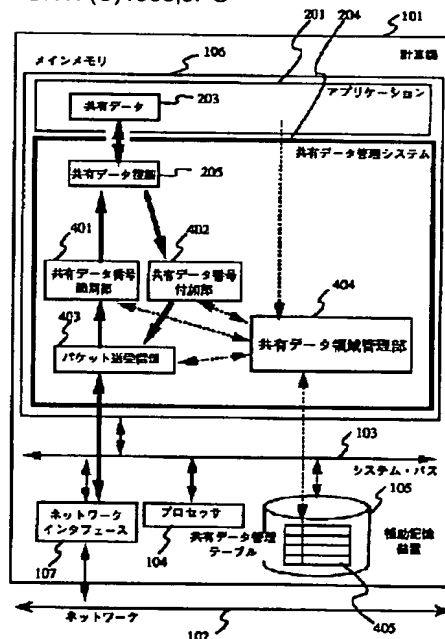 201
204
101
メインメモリ
106
計算機
アプリケーション
共有データ
203
共有データ管理システム
共有データ複製
205
401
402
共有データ番号
識別部
共有データ番号
付加部
404
403
共有データ領域管理部
パケット送受信部
103
システム・バス
105
ネットワーク
インタフェース
プロセッサ
補助記憶
装置
104
共有データ管理
テーブル
107
405
ネットワーク
102